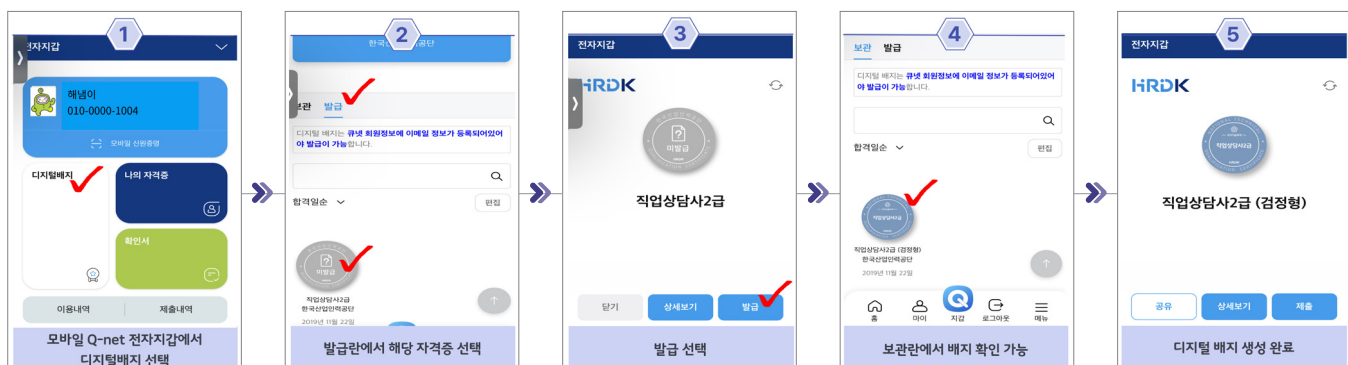 1
전자지갑
해냄이
010-0000-1004
모바일 신원증명
디지털배지
나의 자격증
확인서
이용내역
제출내역
모바일 Q-net 전자지갑에서
디지털배지 선택
2
한국산업인력공단
보관 발급
디지털 배지는 큐넷 회원정보에 이메일 정보가 등록되어있어
야 발급이 가능합니다.
합격일순
편집
미발급
직업상담사2급
한국산업인력공단
2019년 11월 22일
발급란에서 해당 자격증 선택
3
전자지갑
HRDK
미발급
직업상담사2급
닫기
상세보기
발급
발급 선택
4
보관 발급
디지털 배지는 큐넷 회원정보에 이메일 정보가 등록되어있어
야 발급이 가능합니다.
합격일순
편집
직업상담사2급
직업상담사2급 (검정형)
한국산업인력공단
2019년 11월 22일
홈
마이
Q
지갑
로그아웃
메뉴
보관란에서 배지 확인 가능
5
전자지갑
HRDK
직업상담사2급
직업상담사2급 (검정형)
공유
상세보기
제출
디지털 배지 생성 완료